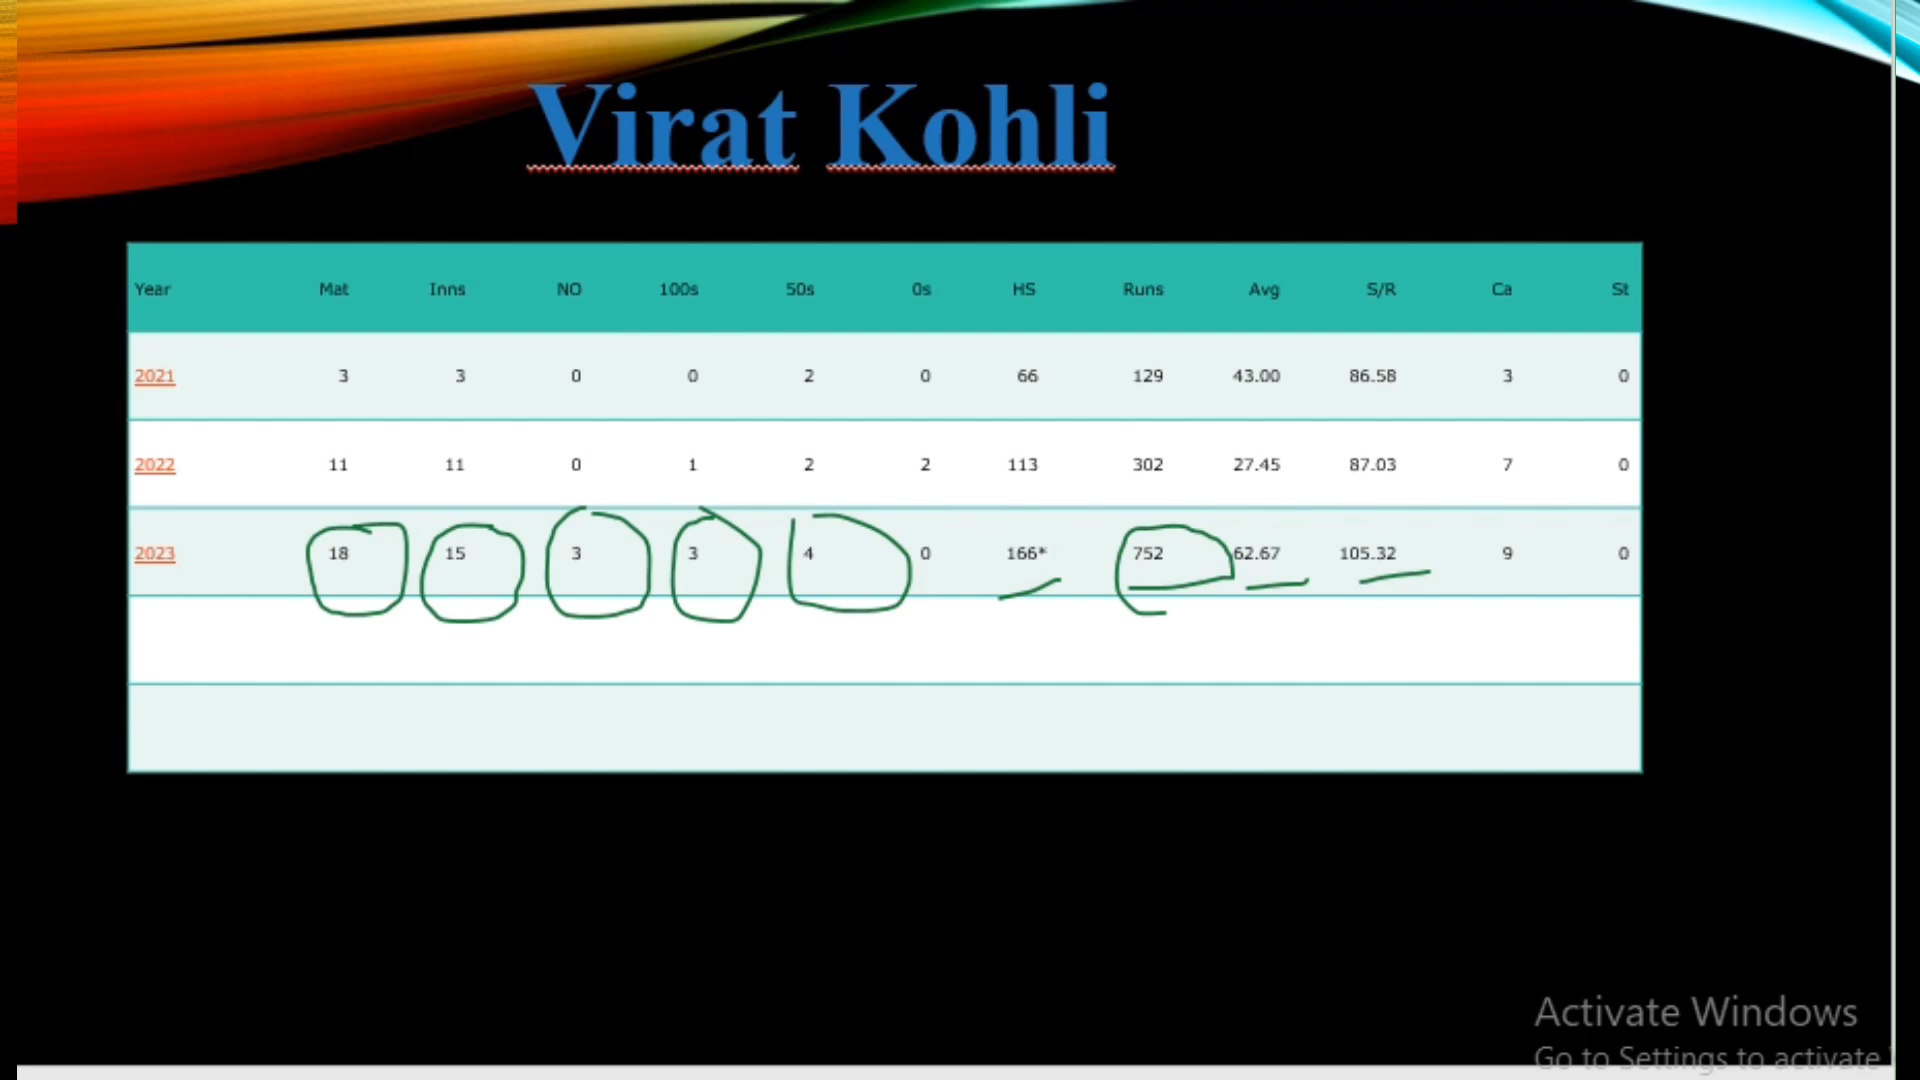 Virat Kohli
Year Mat Inns NO 100s 50s 0s HS Runs Avg S/R Ca St
2021 3 3 0 0 2 0 66 129 43.00 86.58 3 0
2022 11 11 0 1 2 2 113 302 27.45 87.03 7 0
2023 18 15 3 3 4 0 166* 752 62.67 105.32 9 0
Activate Windows
Go to Settings to activate